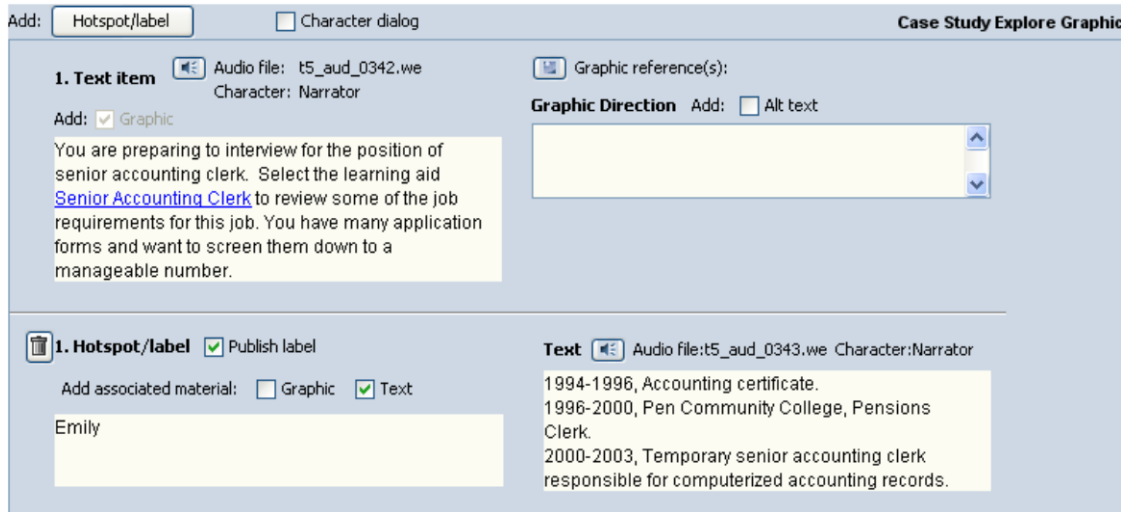 Add: Hotspot/label Character dialog Case Study Explore Graphic
1. Text item Audio file: t5_aud_0342.we
Character: Narrator
Add: Graphic
You are preparing to interview for the position of
senior accounting clerk. Select the learning aid
Senior Accounting Clerk to review some of the job
requirements for this job. You have many application
forms and want to screen them down to a
manageable number.
Graphic reference(s):
Graphic Direction Add: Alt text
1. Hotspot/label Publish label
Add associated material: Graphic Text
Emily
Text Audio file:t5_aud_0343.we Character:Narrator
1994-1996, Accounting certificate.
1996-2000, Pen Community College, Pensions
Clerk.
2000-2003, Temporary senior accounting clerk
responsible for computerized accounting records.